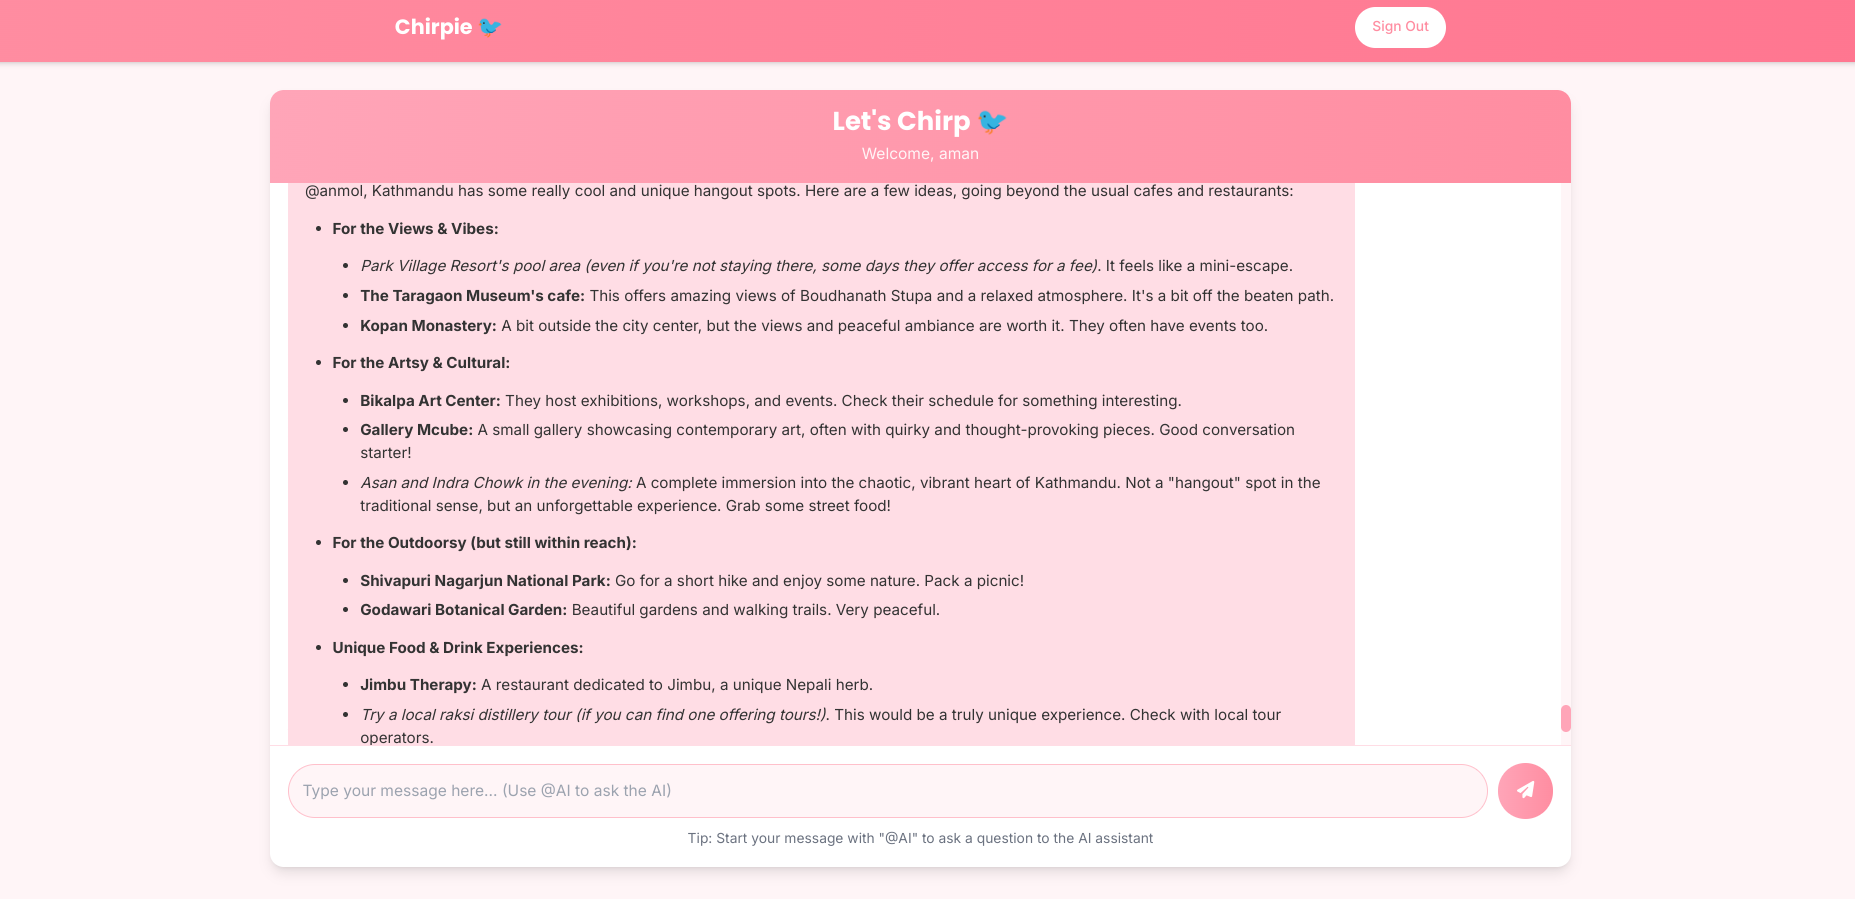 Chirpie 🐦
Sign Out
Let's Chirp 🐦
Welcome, aman
@anmol, Kathmandu has some really cool and unique hangout spots. Here are a few ideas, going beyond the usual cafes and restaurants:
• For the Views & Vibes:
• Park Village Resort's pool area (even if you're not staying there, some days they offer access for a fee). It feels like a mini-escape.
• The Taragaon Museum's cafe: This offers amazing views of Boudhanath Stupa and a relaxed atmosphere. It's a bit off the beaten path.
• Kopan Monastery: A bit outside the city center, but the views and peaceful ambiance are worth it. They often have events too.
• For the Artsy & Cultural:
• Bikalpa Art Center: They host exhibitions, workshops, and events. Check their schedule for something interesting.
• Gallery Mcube: A small gallery showcasing contemporary art, often with quirky and thought-provoking pieces. Good conversation
starter!
• Asan and Indra Chowk in the evening: A complete immersion into the chaotic, vibrant heart of Kathmandu. Not a "hangout" spot in the
traditional sense, but an unforgettable experience. Grab some street food!
• For the Outdoorsy (but still within reach):
• Shivapuri Nagarjun National Park: Go for a short hike and enjoy some nature. Pack a picnic!
• Godawari Botanical Garden: Beautiful gardens and walking trails. Very peaceful.
• Unique Food & Drink Experiences:
• Jimbu Therapy: A restaurant dedicated to Jimbu, a unique Nepali herb.
• Try a local raksi distillery tour (if you can find one offering tours!). This would be a truly unique experience. Check with local tour
operators.
Type your message here... (Use @AI to ask the AI)
Tip: Start your message with "@AI" to ask a question to the AI assistant